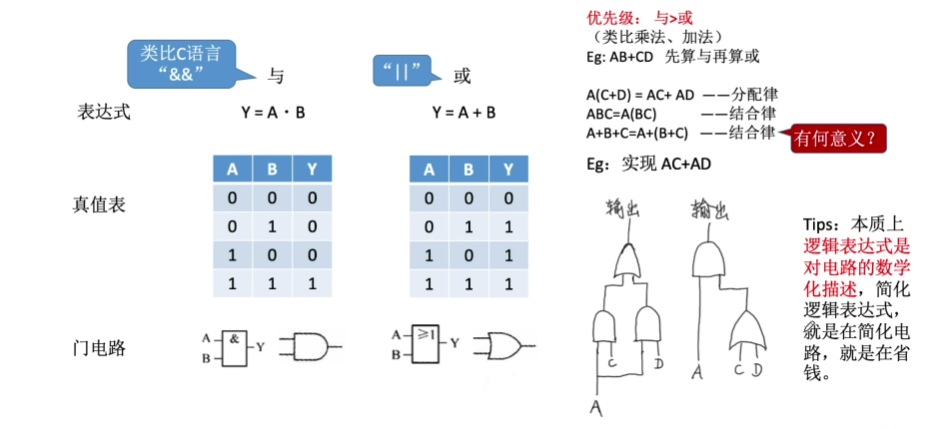 类比C语言
“&&”
与
“||”
或
表达式
Y = A · B
Y = A + B
真值表
A B Y
0 0 0
0 1 0
1 0 0
1 1 1
A B Y
0 0 0
0 1 1
1 0 1
1 1 1
门电路
A
B
&
Y
A
B
≥1
Y
优先级： 与>或
（类比乘法、加法）
Eg: AB+CD 先算与再算或
A(C+D) = AC+ AD ——分配律
ABC=A(BC) ——结合律
A+B+C=A+(B+C) ——结合律
有何意义？
Eg：实现 AC+AD
输出
C
D
A
输出
A
C D
Tips：本质上
逻辑表达式是
对电路的数学
化描述，简化
逻辑表达式，
就是在简化电
路，就是在省
钱。